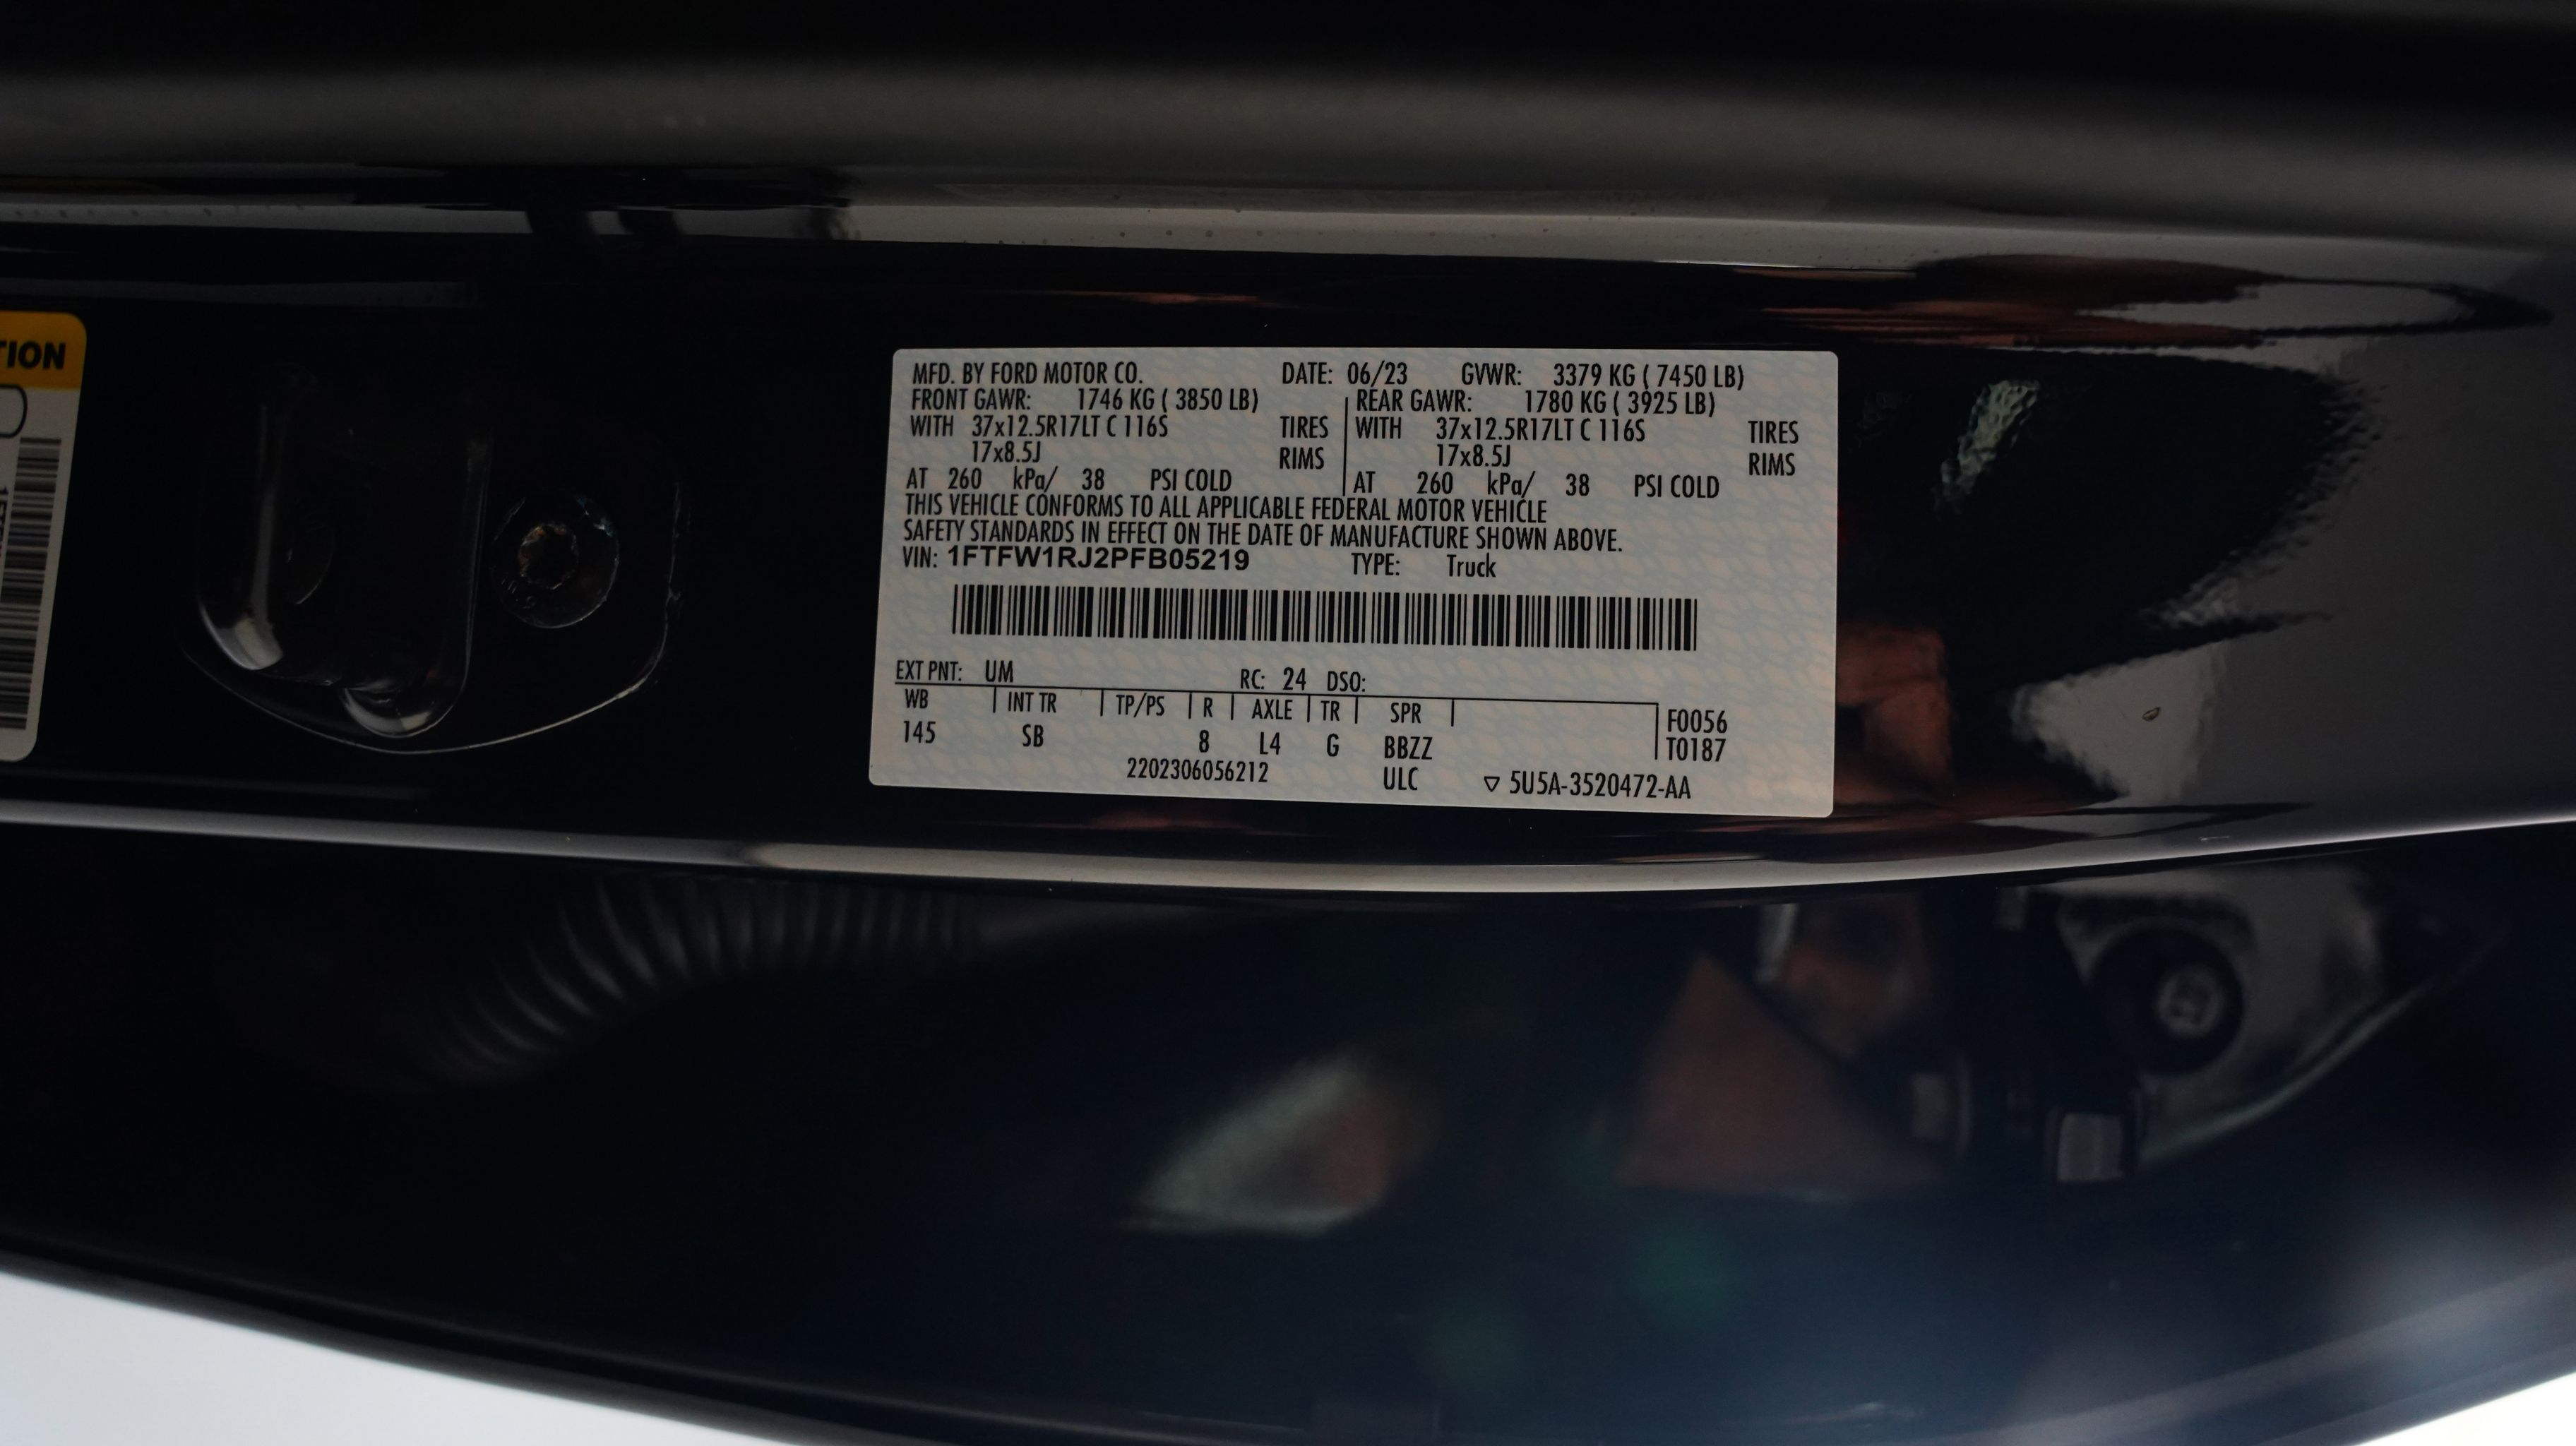 TION
MFD. BY FORD MOTOR CO. DATE: 06/23 GVWR: 3379 KG ( 7450 LB)
FRONT GAWR: 1746 KG ( 3850 LB) REAR GAWR: 1780 KG ( 3925 LB)
WITH 37x12.5R17LT C 116S TIRES WITH 37x12.5R17LT C 116S TIRES
17x8.5J RIMS 17x8.5J RIMS
AT 260 kPa/ 38 PSI COLD AT 260 kPa/ 38 PSI COLD
THIS VEHICLE CONFORMS TO ALL APPLICABLE FEDERAL MOTOR VEHICLE
SAFETY STANDARDS IN EFFECT ON THE DATE OF MANUFACTURE SHOWN ABOVE.
VIN: 1FTFW1RJ2PFB05219 TYPE: Truck
EXT PNT: UM RC: 24 DSO:
WB INT TR TP/PS R AXLE TR SPR F0056
145 SB 8 L4 G BBZZ T0187
2202306056212 ULC ▽ 5U5A-3520472-AA